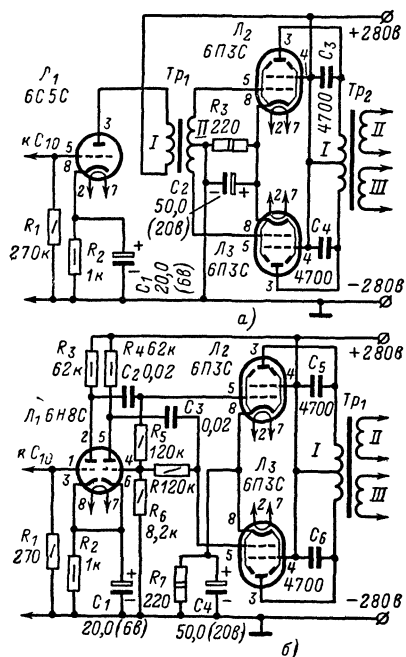 Л₂
6П3С
+280В
3
4
C₃
4700
Л₁
6С5С
Тр₁
5
8
2
7
Тр₂
3
R₃
220
I
II
I
II
III
к C₁₀
5
8
2
7
C₂
50,0
(20В)
R₁
270к
R₂
1к
C₁
20,0
(6В)
Л₃
6П3С
2
7
8
5
4
3
C₄
4700
-280В
а)
R₃
62к
R₄ 62к
C₂ 0,02
Л₂
6П3С
3
4
C₅
4700
+280В
Тр₁
Л₁ 6Н8С
2
5
C₃
0,02
5
8
2
7
R₅
120к
I
II
III
к C₁₀
1
3
8
7
4
6
R120к
R₆
8,2к
Л₃
6П3С
2
7
8
5
4
3
C₆
4700
R₁
270
R₂
1к
C₁
20,0(6В)
R₇
220
C₄
50,0(20В)
-280В
б)